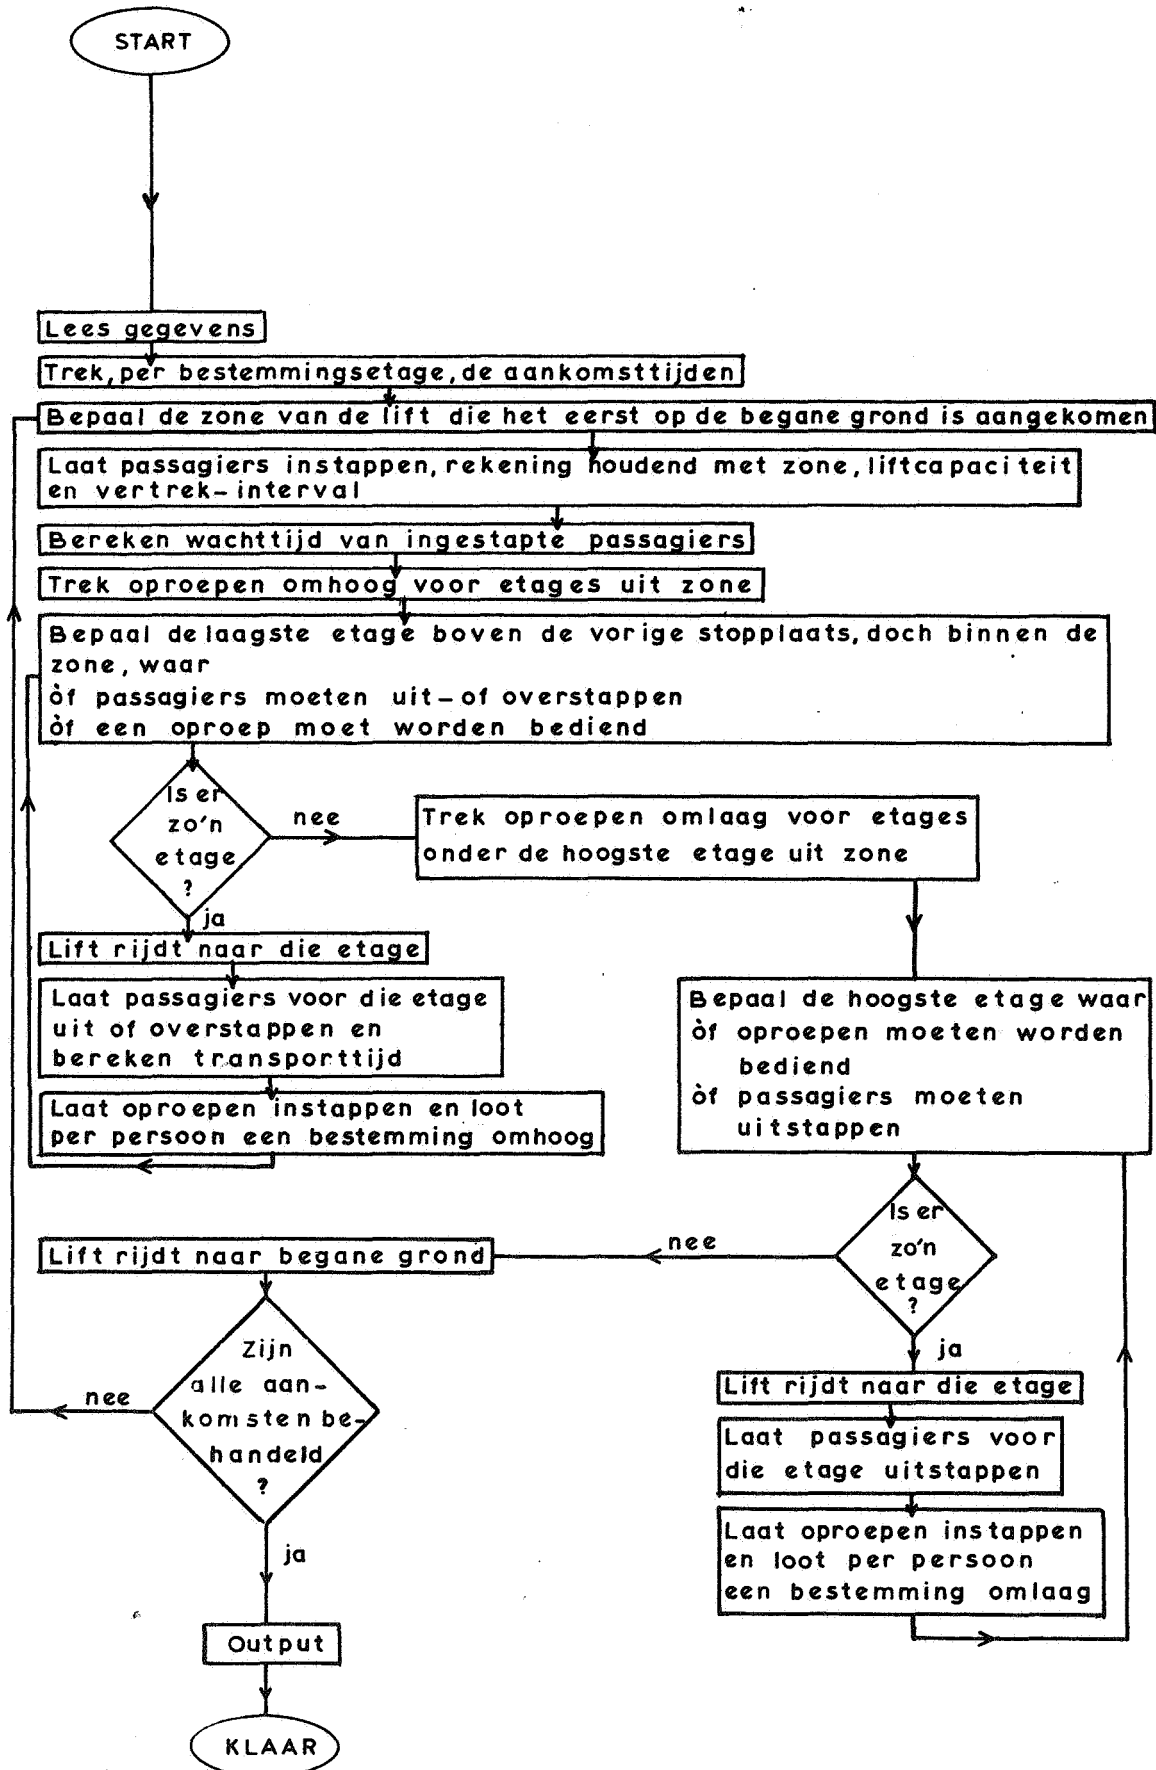 START
Lees gegevens
Trek, per bestemmingsetage, de aankomsttijden
Bepaal de zone van de lift die het eerst op de begane grond is aangekomen
Laat passagiers instappen, rekening houdend met zone, liftcapaciteit
en vertrek-interval
Bereken wachttijd van ingestapte passagiers
Trek oproepen omhoog voor etages uit zone
Bepaal de laagste etage boven de vorige stopplaats, doch binnen de
zone, waar
òf passagiers moeten uit- of overstappen
òf een oproep moet worden bediend
Is er
zo'n
etage
?
nee
Trek oproepen omlaag voor etages
onder de hoogste etage uit zone
ja
Lift rijdt naar die etage
Laat passagiers voor die etage
uit of overstappen en
bereken transporttijd
Laat oproepen instappen en loot
per persoon een bestemming omhoog
Bepaal de hoogste etage waar
òf oproepen moeten worden
bediend
òf passagiers moeten
uitstappen
Is er
zo'n
etage
?
nee
Lift rijdt naar begane grond
ja
Lift rijdt naar die etage
Laat passagiers voor
die etage uitstappen
Laat oproepen instappen
en loot per persoon
een bestemming omlaag
Zijn
alle aan-
komsten be-
handeld
?
nee
ja
Output
KLAAR